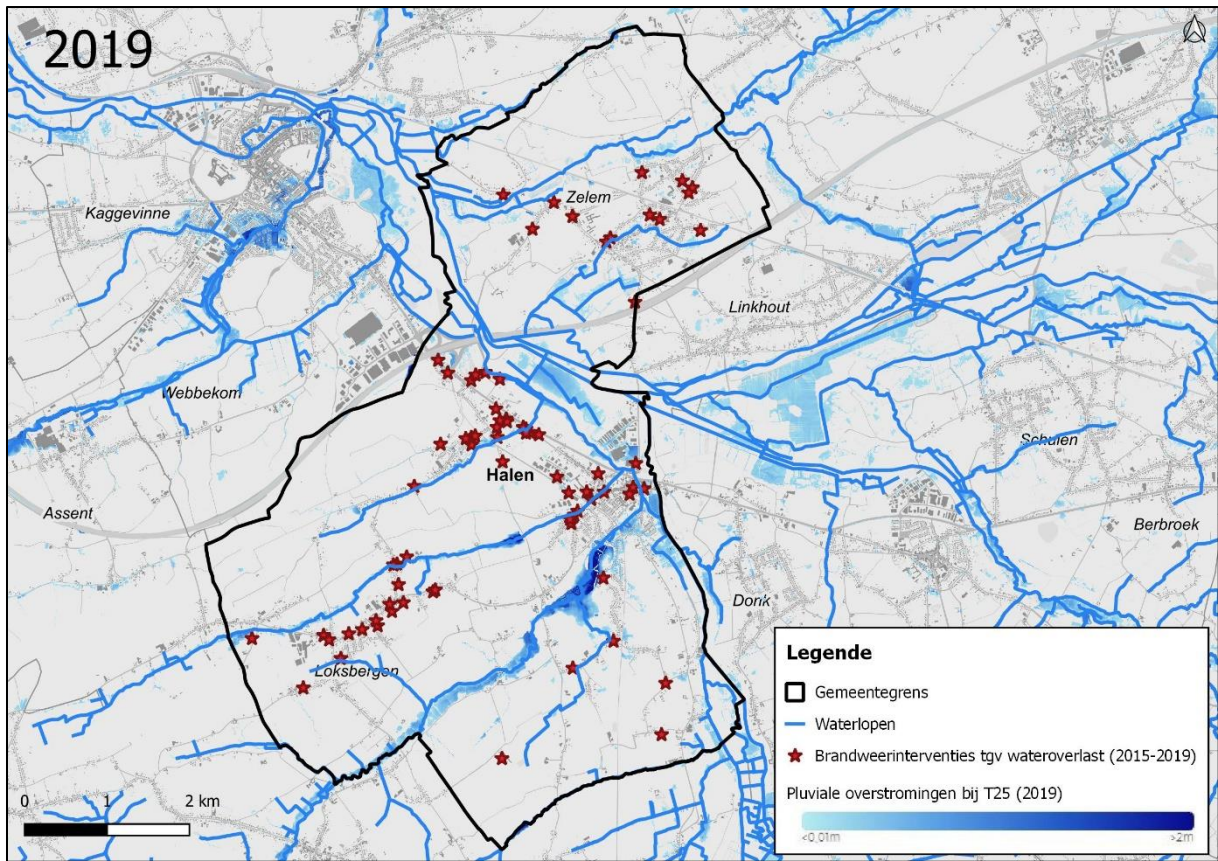 2019
Zelem
Kaggevinne
Linkhout
Webbekom
Schulen
Halen
Assent
Berbroek
Donk
Loksbergen
Legende
Gemeentegrens
Waterlopen
Brandweerinterventies tgv wateroverlast (2015-2019)
Pluviale overstromingen bij T25 (2019)
<0,01m >2m
0 1 2 km